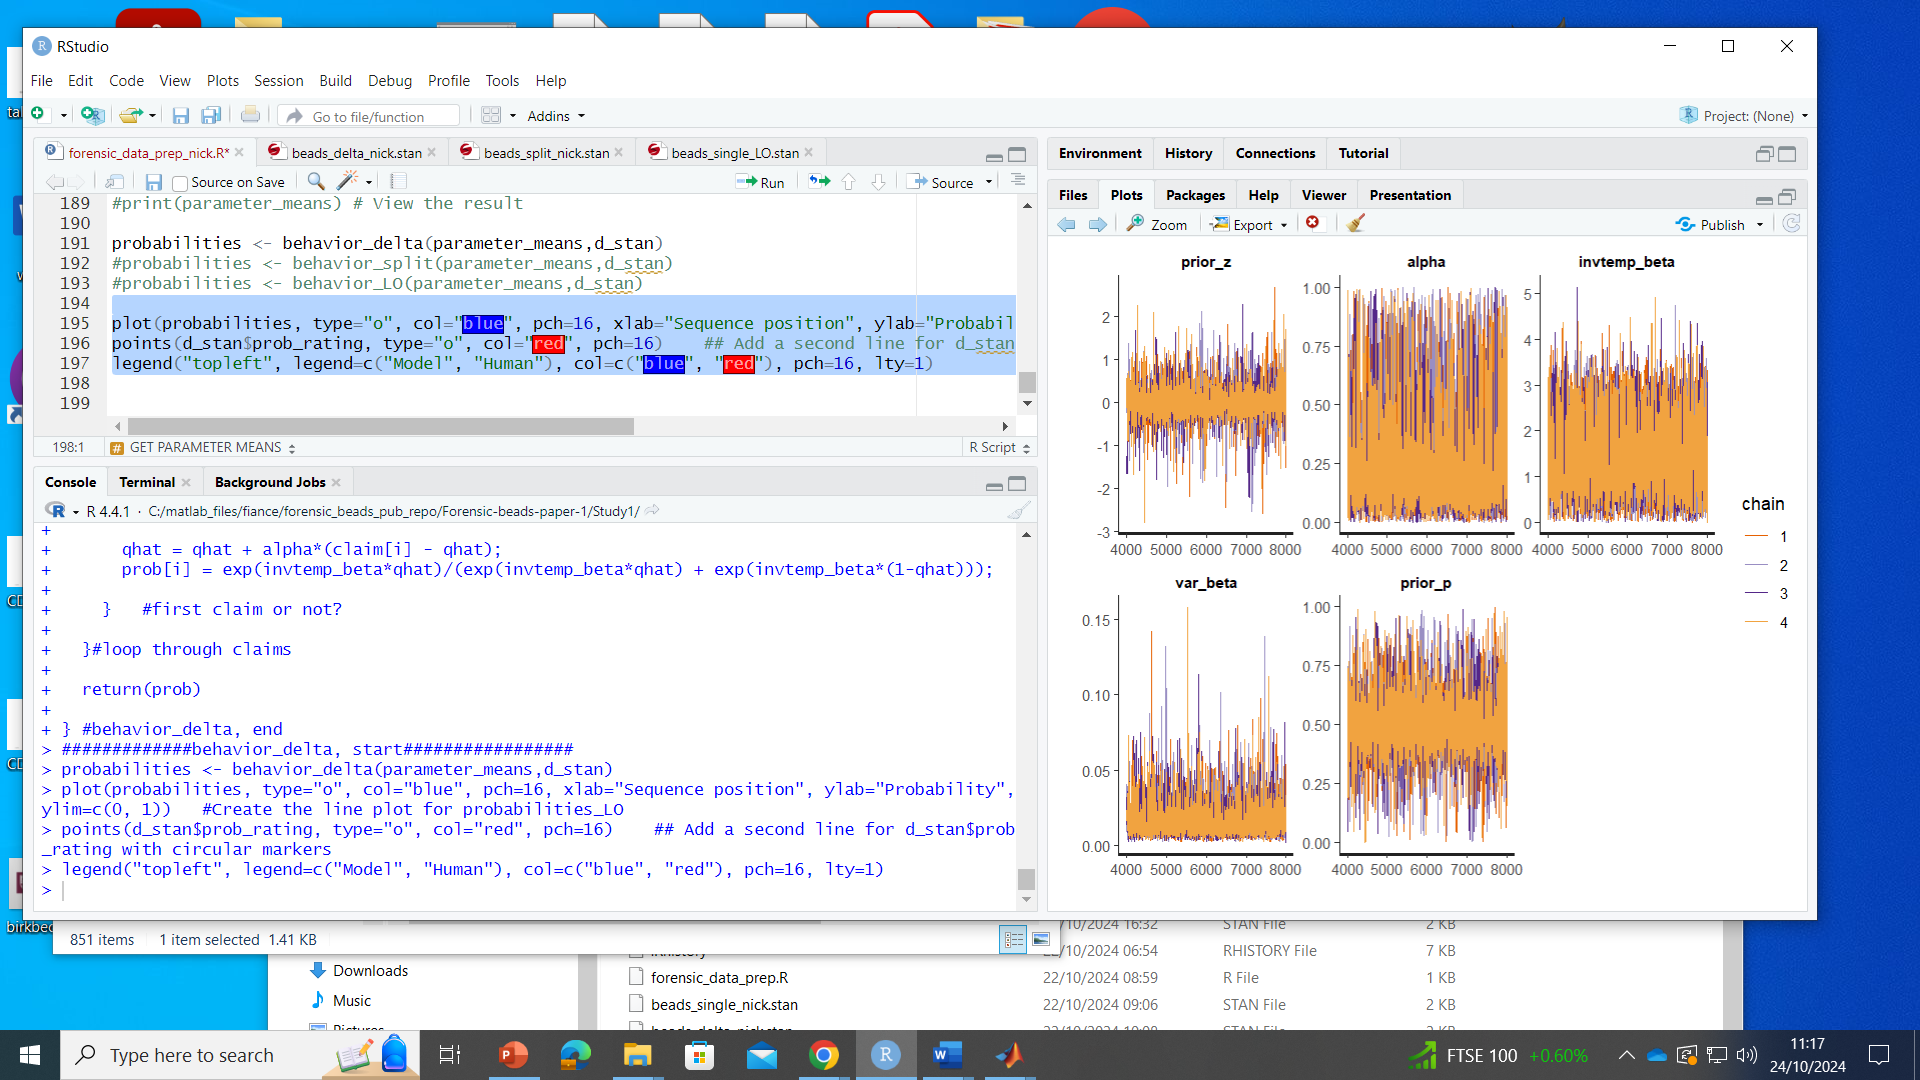 RStudio
File Edit Code View Plots Session Build Debug Profile Tools Help
Go to file/function
Addins
Project: (None)
forensic_data_prep_nick.R*
beads_delta_nick.stan
beads_split_nick.stan
beads_single_LO.stan
Source on Save
Run
Source
189 #print(parameter_means) # View the result
190
191 probabilities <- behavior_delta(parameter_means,d_stan)
192 #probabilities <- behavior_split(parameter_means,d_stan)
193 #probabilities <- behavior_LO(parameter_means,d_stan)
194
195 plot(probabilities, type="o", col="blue", pch=16, xlab="Sequence position", ylab="Probabil
196 points(d_stan$prob_rating, type="o", col="red", pch=16)    ## Add a second line for d_stan
197 legend("topleft", legend=c("Model", "Human"), col=c("blue", "red"), pch=16, lty=1)
198
199
198:1
# GET PARAMETER MEANS
R Script
Console
Terminal
Background Jobs
R 4.4.1 · C:/matlab_files/fiance/forensic_beads_pub_repo/Forensic-beads-paper-1/Study1/
+
+       qhat = qhat + alpha*(claim[i] - qhat);
+       prob[i] = exp(invtemp_beta*qhat)/(exp(invtemp_beta*qhat) + exp(invtemp_beta*(1-qhat)));
+
+     }   #first claim or not?
+
+   }#loop through claims
+
+   return(prob)
+
+ } #behavior_delta, end
> #############behavior_delta, start#################
> probabilities <- behavior_delta(parameter_means,d_stan)
> plot(probabilities, type="o", col="blue", pch=16, xlab="Sequence position", ylab="Probability",
ylim=c(0, 1))   #Create the line plot for probabilities_LO
> points(d_stan$prob_rating, type="o", col="red", pch=16)    ## Add a second line for d_stan$prob
_rating with circular markers
> legend("topleft", legend=c("Model", "Human"), col=c("blue", "red"), pch=16, lty=1)
>
Environment History Connections Tutorial
Files Plots Packages Help Viewer Presentation
Zoom
Export
Publish
prior_z
2
1
0
-1
-2
-3
4000 5000 6000 7000 8000
alpha
1.00
0.75
0.50
0.25
0.00
4000 5000 6000 7000 8000
invtemp_beta
5
4
3
2
1
0
4000 5000 6000 7000 8000
var_beta
0.15
0.10
0.05
0.00
4000 5000 6000 7000 8000
prior_p
1.00
0.75
0.50
0.25
0.00
4000 5000 6000 7000 8000
chain
1
2
3
4
birkbec
851 items
1 item selected 1.41 KB
Downloads
Music
22/10/2024 16:32 STAN File 2 KB
22/10/2024 06:54 RHISTORY File 7 KB
forensic_data_prep.R 22/10/2024 08:59 R File 1 KB
beads_single_nick.stan 22/10/2024 09:06 STAN File 2 KB
Type here to search
FTSE 100 +0.60%
11:17
24/10/2024